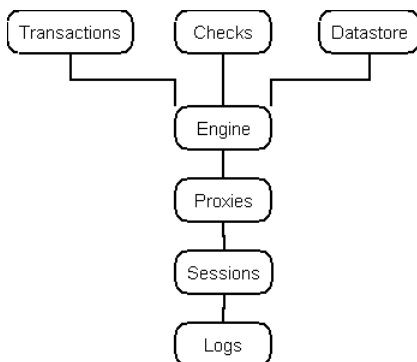 Transactions
Checks
Datastore
Engine
Proxies
Sessions
Logs